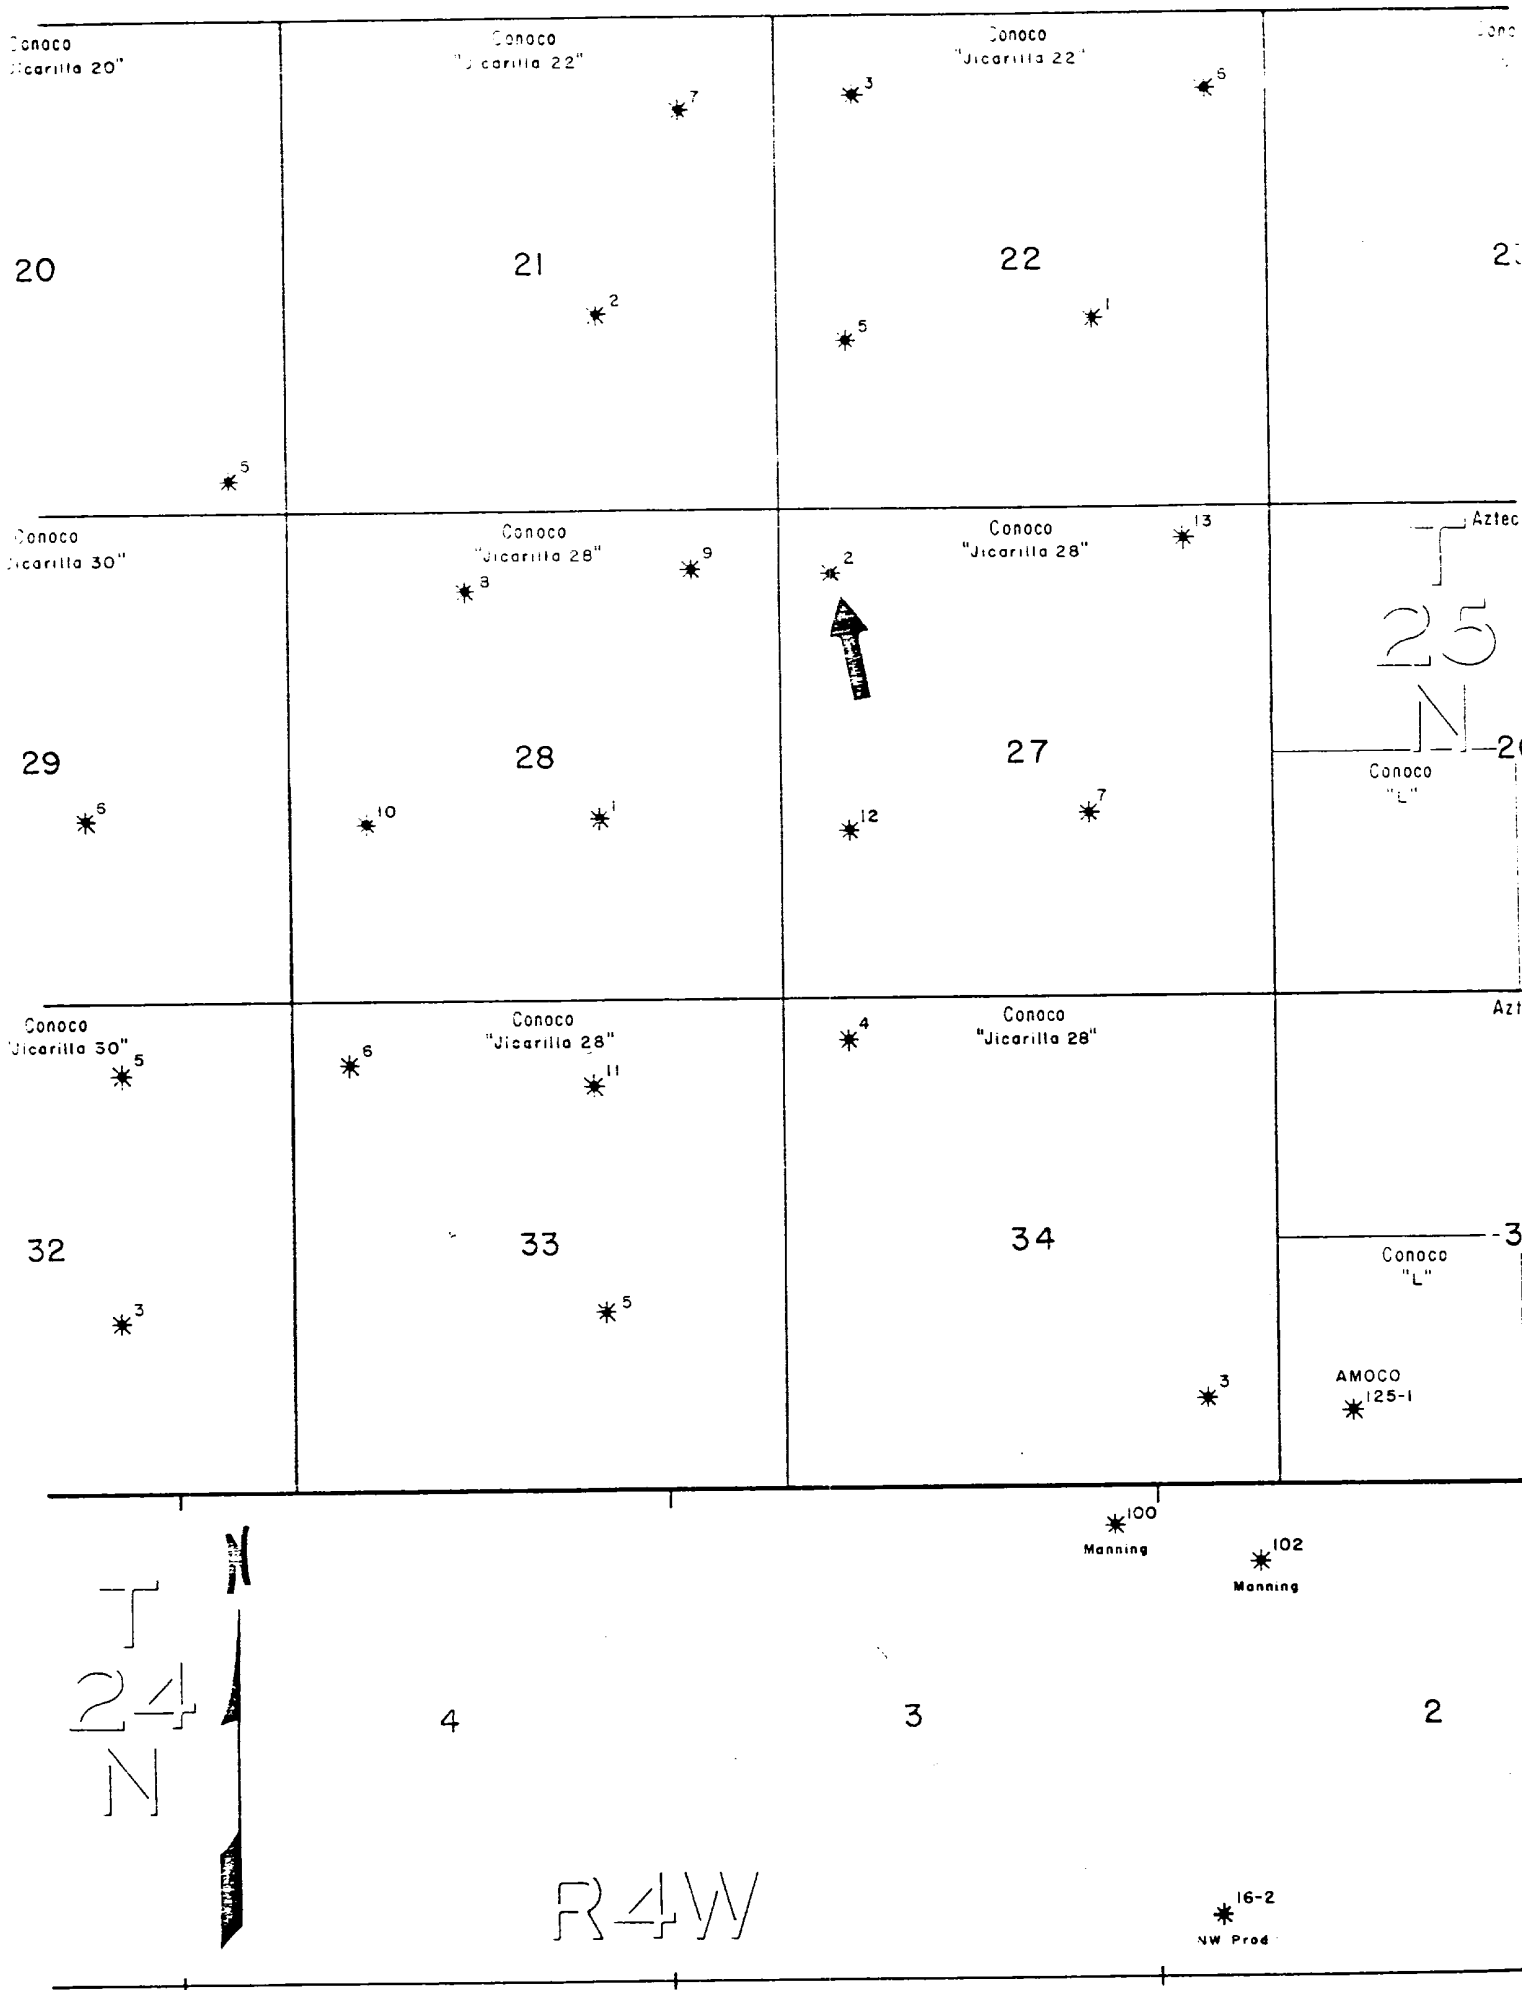 Conoco
Jicarilla 20"
Conoco
"Jicarilla 22"
Conoco
"Jicarilla 22"
7
3
6
20
21
22
2
5
1
5
Conoco
Jicarilla 30"
Conoco
"Jicarilla 28"
Conoco
"Jicarilla 28"
Aztec
8
9
2
13
T
25
N
29
28
27
Conoco
"L"
6
10
1
12
7
Conoco
"Jicarilla 30"
Conoco
"Jicarilla 28"
Conoco
"Jicarilla 28"
5
6
11
4
32
33
34
Conoco
"L"
3
5
3
AMOCO
125-1
100
Manning
102
Manning
N
T
24
N
4
3
2
R4W
16-2
NW Prod